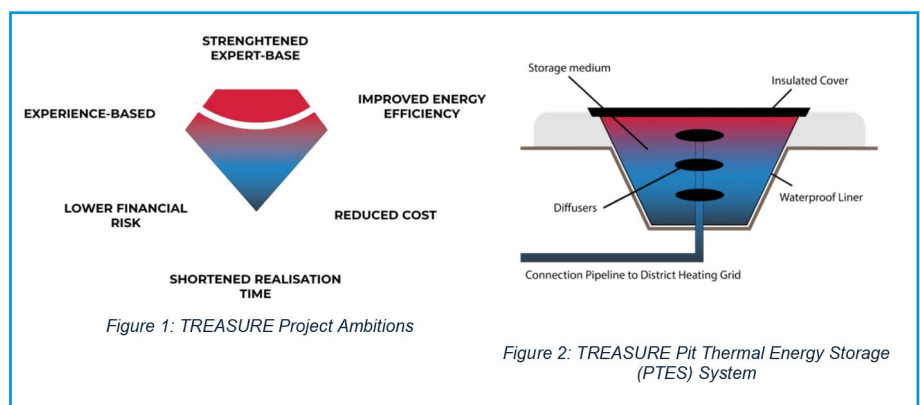 STRENGHTENED
EXPERT-BASE
EXPERIENCE-BASED
IMPROVED ENERGY
EFFICIENCY
LOWER FINANCIAL
RISK
REDUCED COST
SHORTENED REALISATION
TIME
Figure 1: TREASURE Project Ambitions
Storage medium
Insulated Cover
Diffusers
Waterproof Liner
Connection Pipeline to District Heating Grid
Figure 2: TREASURE Pit Thermal Energy Storage
(PTES) System